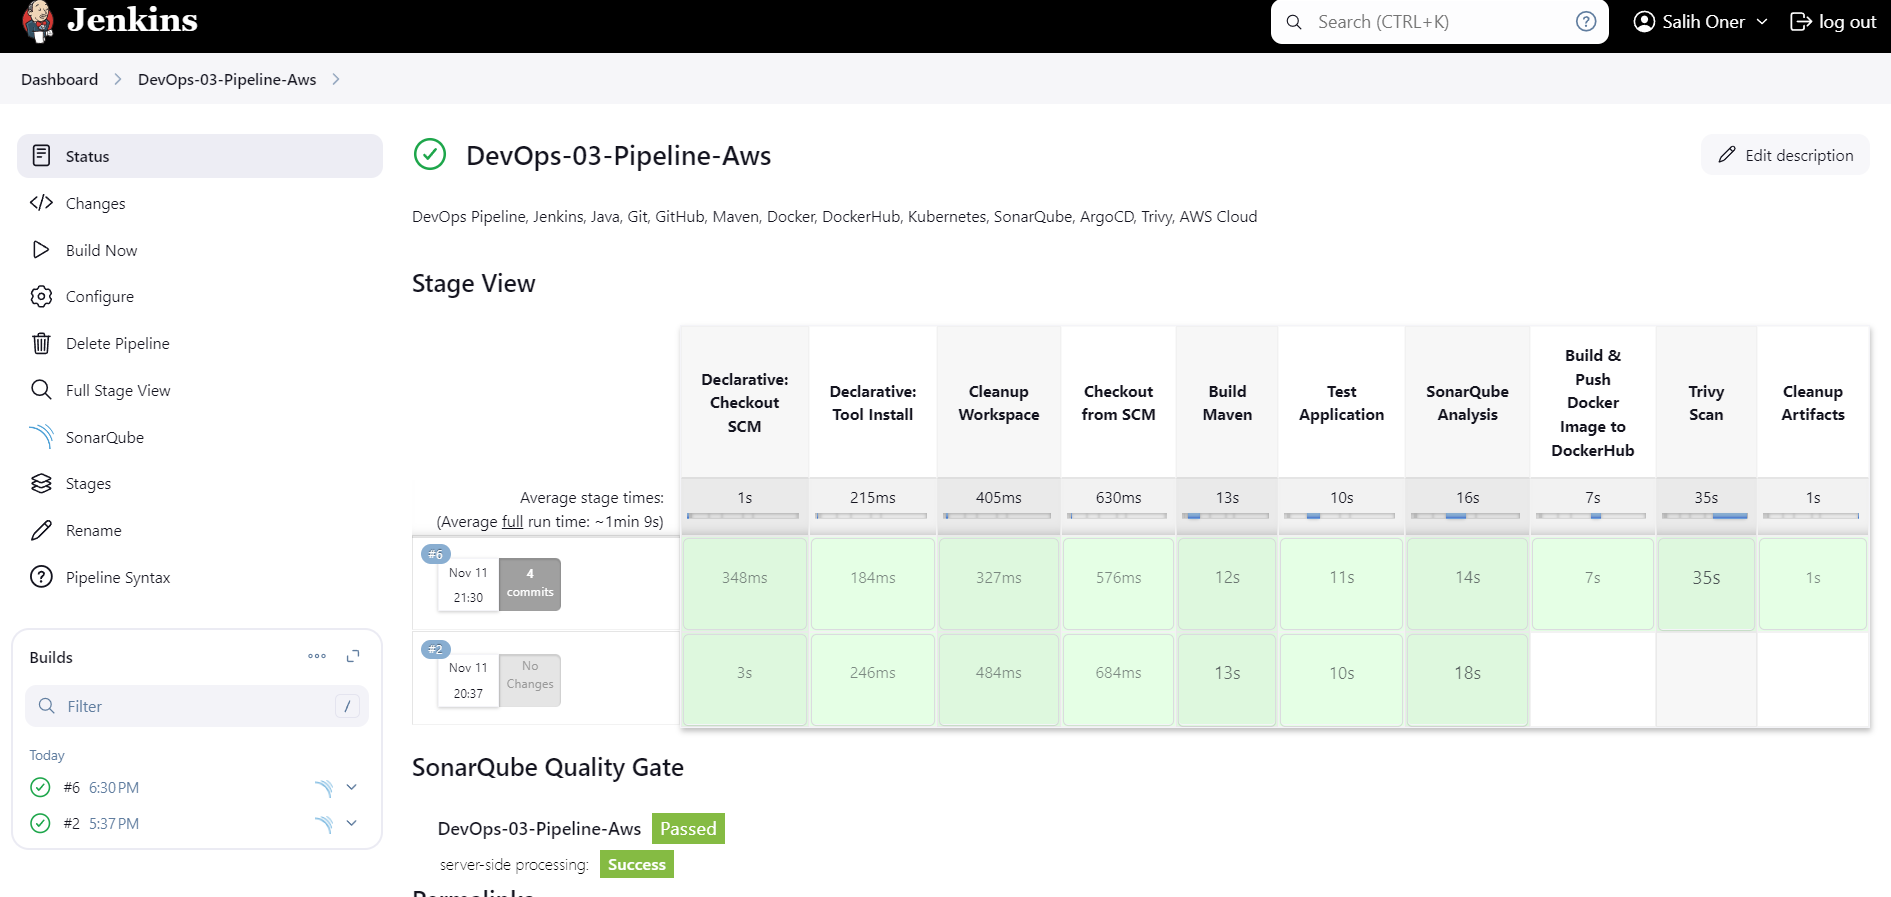 Jenkins
Search (CTRL+K)
?
Salih Oner
log out
Dashboard
DevOps-03-Pipeline-Aws
Status
Changes
Build Now
Configure
Delete Pipeline
Full Stage View
SonarQube
Stages
Rename
Pipeline Syntax
Builds
Filter
/
Today
#6 6:30 PM
#2 5:37 PM
DevOps-03-Pipeline-Aws
Edit description
DevOps Pipeline, Jenkins, Java, Git, GitHub, Maven, Docker, DockerHub, Kubernetes, SonarQube, ArgoCD, Trivy, AWS Cloud
Stage View
Declarative:
Checkout
SCM
Declarative:
Tool Install
Cleanup
Workspace
Checkout
from SCM
Build
Maven
Test
Application
SonarQube
Analysis
Build &
Push
Docker
Image to
DockerHub
Trivy
Scan
Cleanup
Artifacts
Average stage times:
(Average full run time: ~1min 9s)
1s 215ms 405ms 630ms 13s 10s 16s 7s 35s 1s
#6
Nov 11
21:30
4
commits
348ms 184ms 327ms 576ms 12s 11s 14s 7s 35s 1s
#2
Nov 11
20:37
No
Changes
3s 246ms 484ms 684ms 13s 10s 18s
SonarQube Quality Gate
DevOps-03-Pipeline-Aws Passed
server-side processing: Success
Permalinks